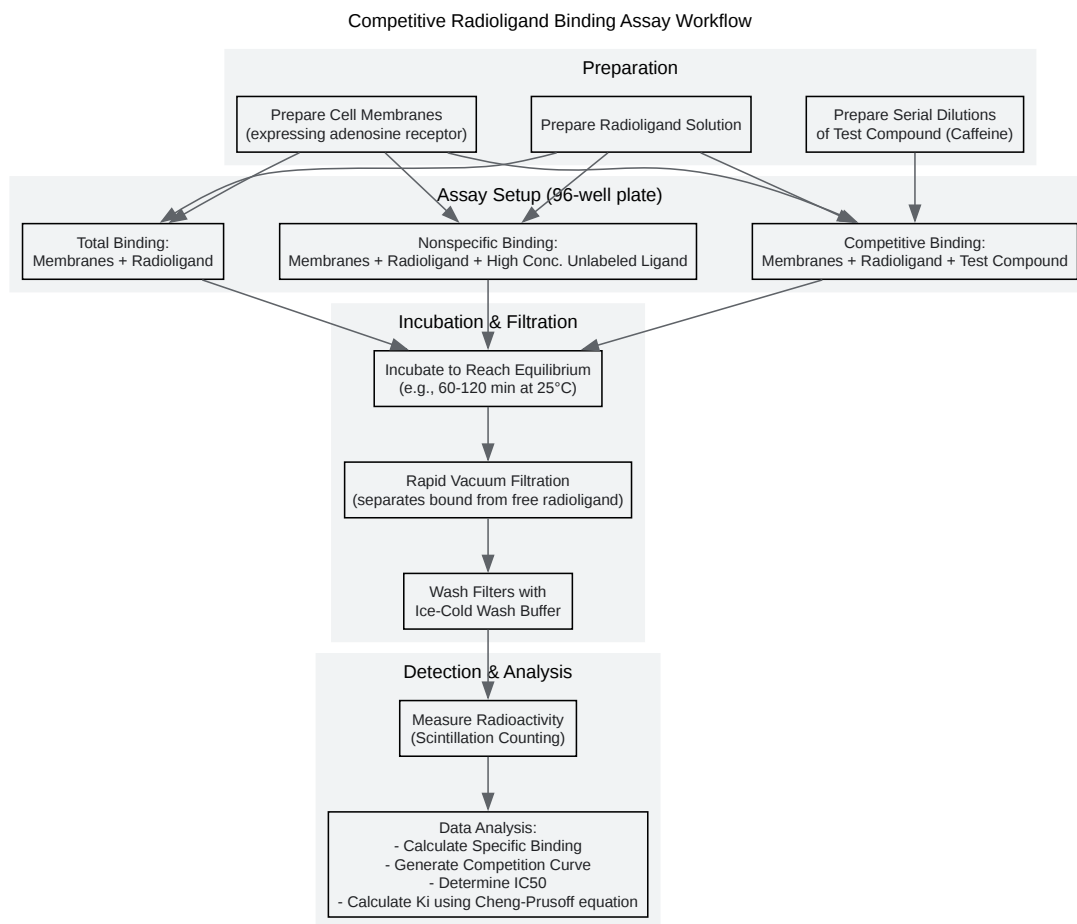 Competitive Radioligand Binding Assay Workflow
Preparation
Prepare Cell Membranes
(expressing adenosine receptor)
Prepare Radioligand Solution
Prepare Serial Dilutions
of Test Compound (Caffeine)
Assay Setup (96-well plate)
Total Binding:
Membranes + Radioligand
Nonspecific Binding:
Membranes + Radioligand + High Conc. Unlabeled Ligand
Competitive Binding:
Membranes + Radioligand + Test Compound
Incubation & Filtration
Incubate to Reach Equilibrium
(e.g., 60-120 min at 25°C)
Rapid Vacuum Filtration
(separates bound from free radioligand)
Wash Filters with
Ice-Cold Wash Buffer
Detection & Analysis
Measure Radioactivity
(Scintillation Counting)
Data Analysis:
- Calculate Specific Binding
- Generate Competition Curve
- Determine IC50
- Calculate Ki using Cheng-Prusoff equation